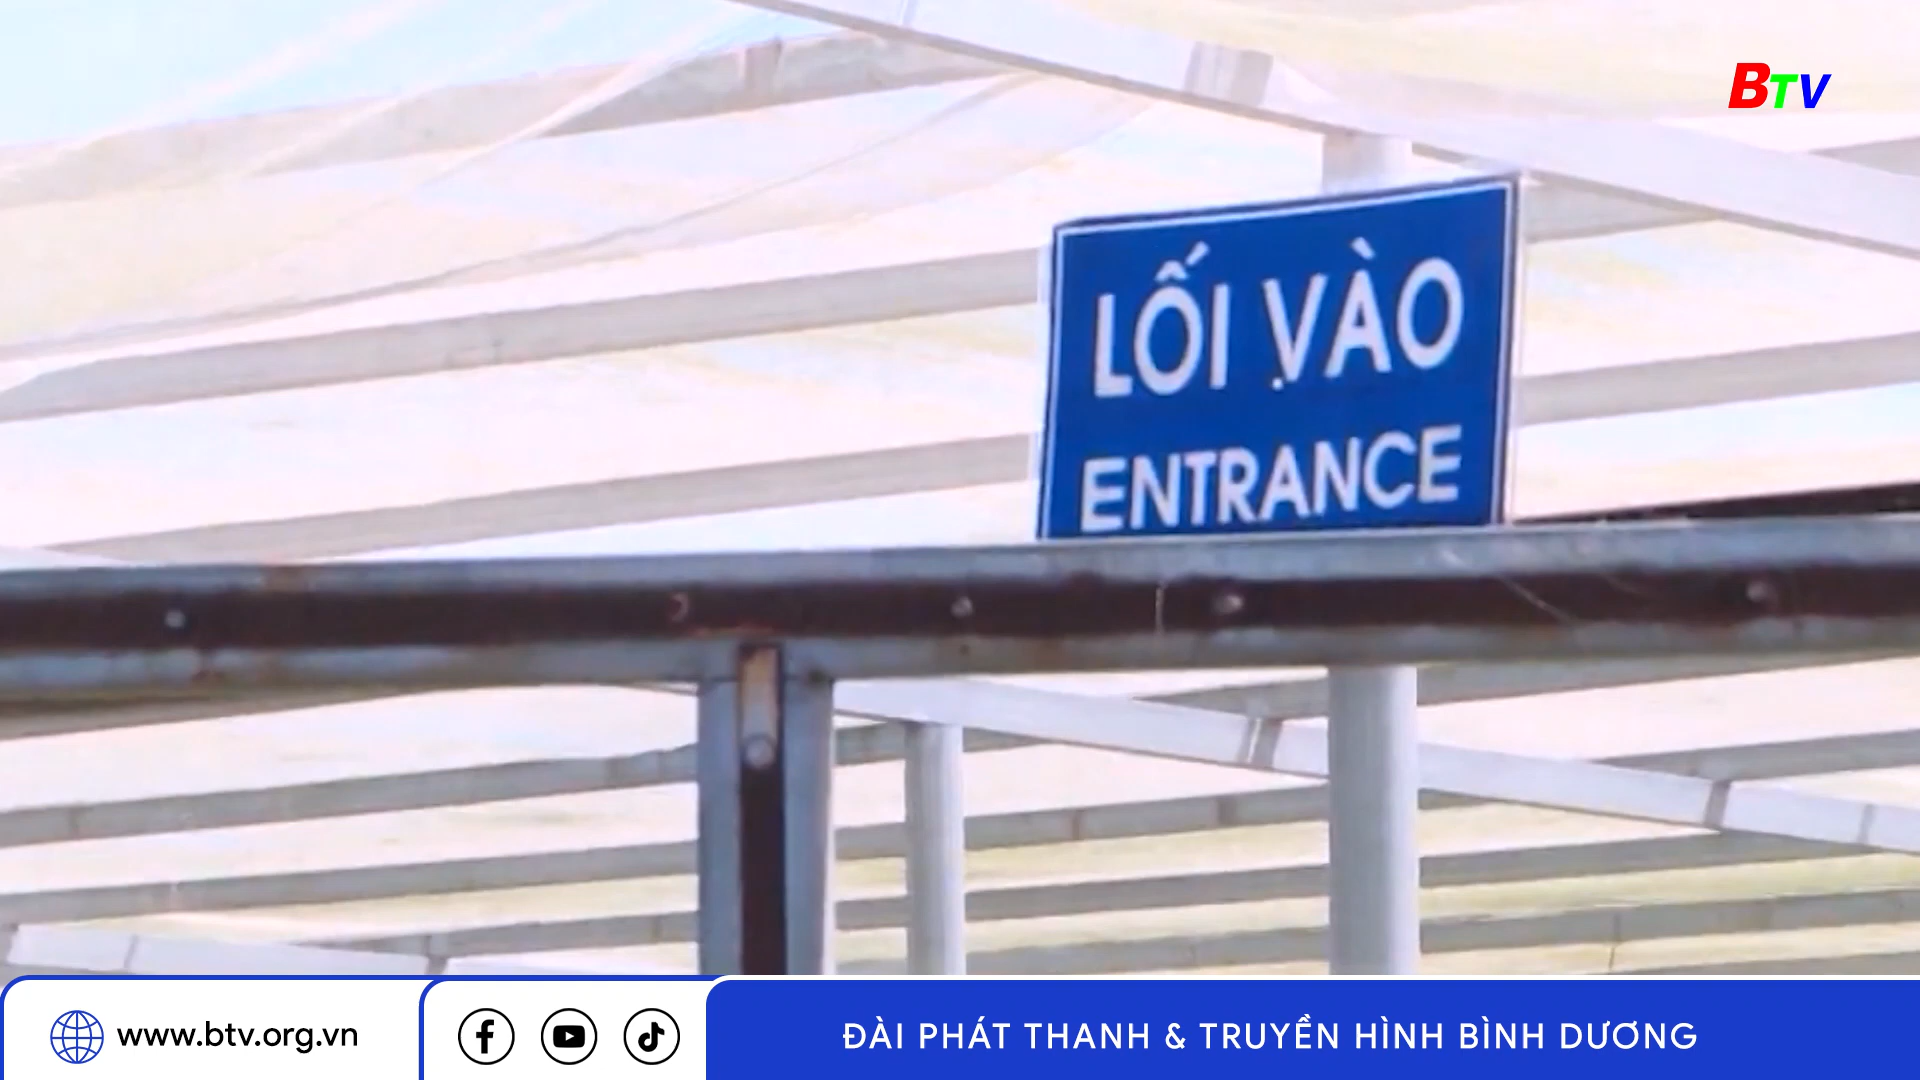 BTV
LỐI VÀO
ENTRANCE
www.btv.org.vn
ĐÀI PHÁT THANH & TRUYỀN HÌNH BÌNH DƯƠNG